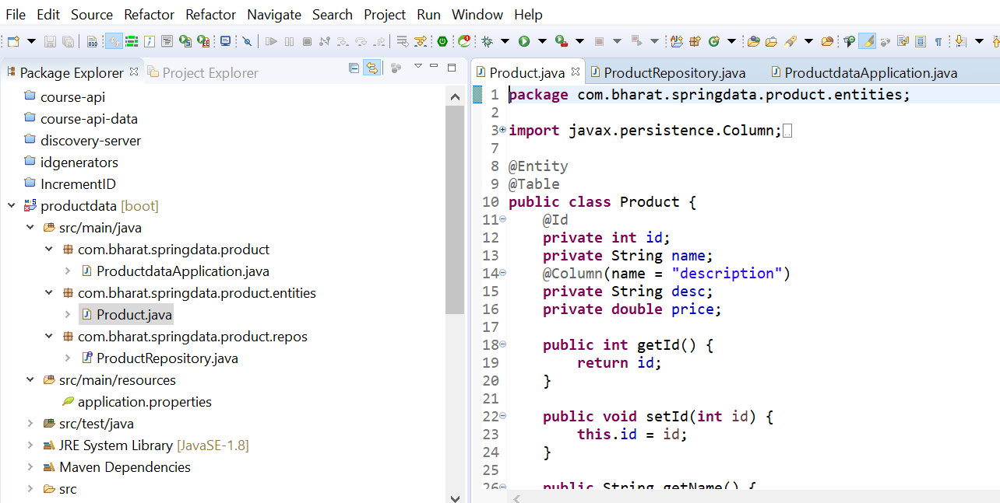 File Edit Source Refactor Refactor Navigate Search Project Run Window Help
Package Explorer Project Explorer
course-api
course-api-data
discovery-server
idgenerators
IncrementID
productdata [boot]
src/main/java
com.bharat.springdata.product
ProductdataApplication.java
com.bharat.springdata.product.entities
Product.java
com.bharat.springdata.product.repos
ProductRepository.java
src/main/resources
application.properties
src/test/java
JRE System Library [JavaSE-1.8]
Maven Dependencies
src
Product.java ProductRepository.java ProductdataApplication.java
1 package com.bharat.springdata.product.entities;
2
3 import javax.persistence.Column;
7
8 @Entity
9 @Table
10 public class Product {
11 @Id
12 private int id;
13 private String name;
14 @Column(name = "description")
15 private String desc;
16 private double price;
17
18 public int getId() {
19 return id;
20 }
21
22 public void setId(int id) {
23 this.id = id;
24 }
25
26 public String getName() {